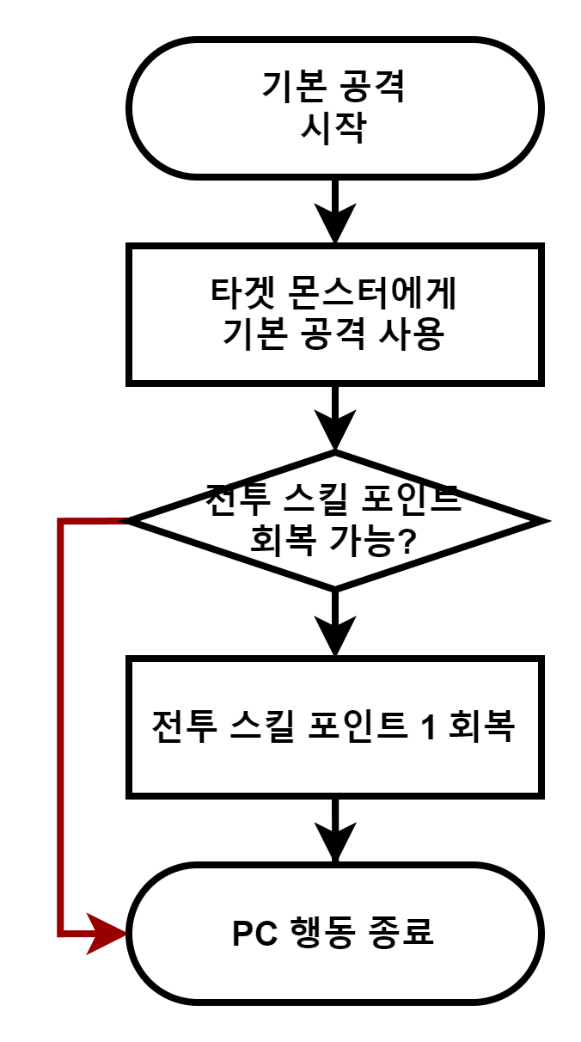 기본 공격
시작
타겟 몬스터에게
기본 공격 사용
전투 스킬 포인트
회복 가능?
전투 스킬 포인트 1 회복
PC 행동 종료